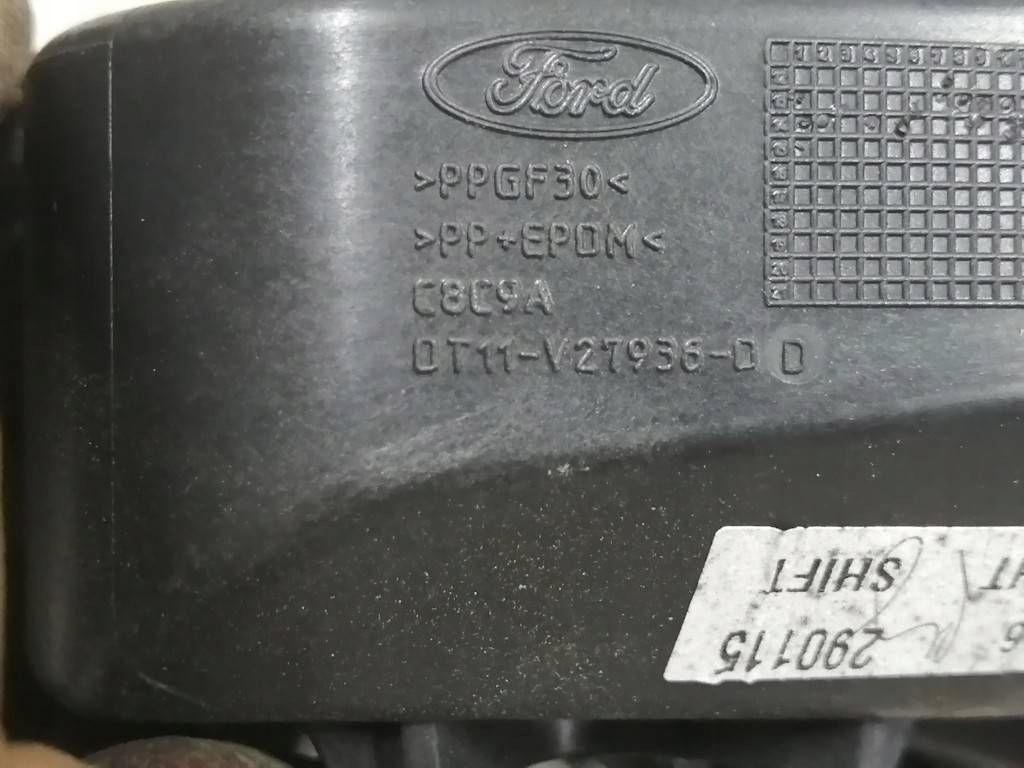 Ford
>PPGF30<
>PP+EPDM<
C8C9A
DT11-V27936-D D
SHIFT
290115